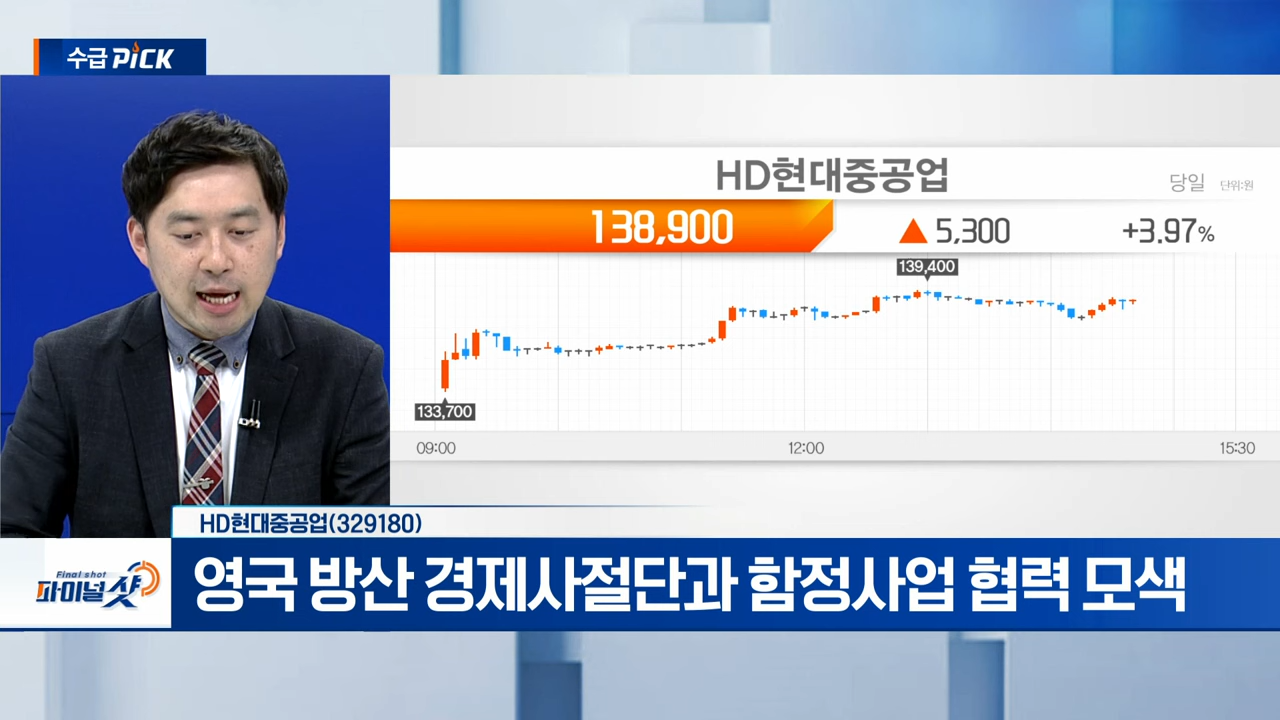 수급 PICK
HD현대중공업
당일 단위:원
138,900 ▲ 5,300 +3.97%
139,400
133,700
09:00 12:00 15:30
HD현대중공업(329180)
Final shot
파이널샷
영국 방산 경제사절단과 함정사업 협력 모색